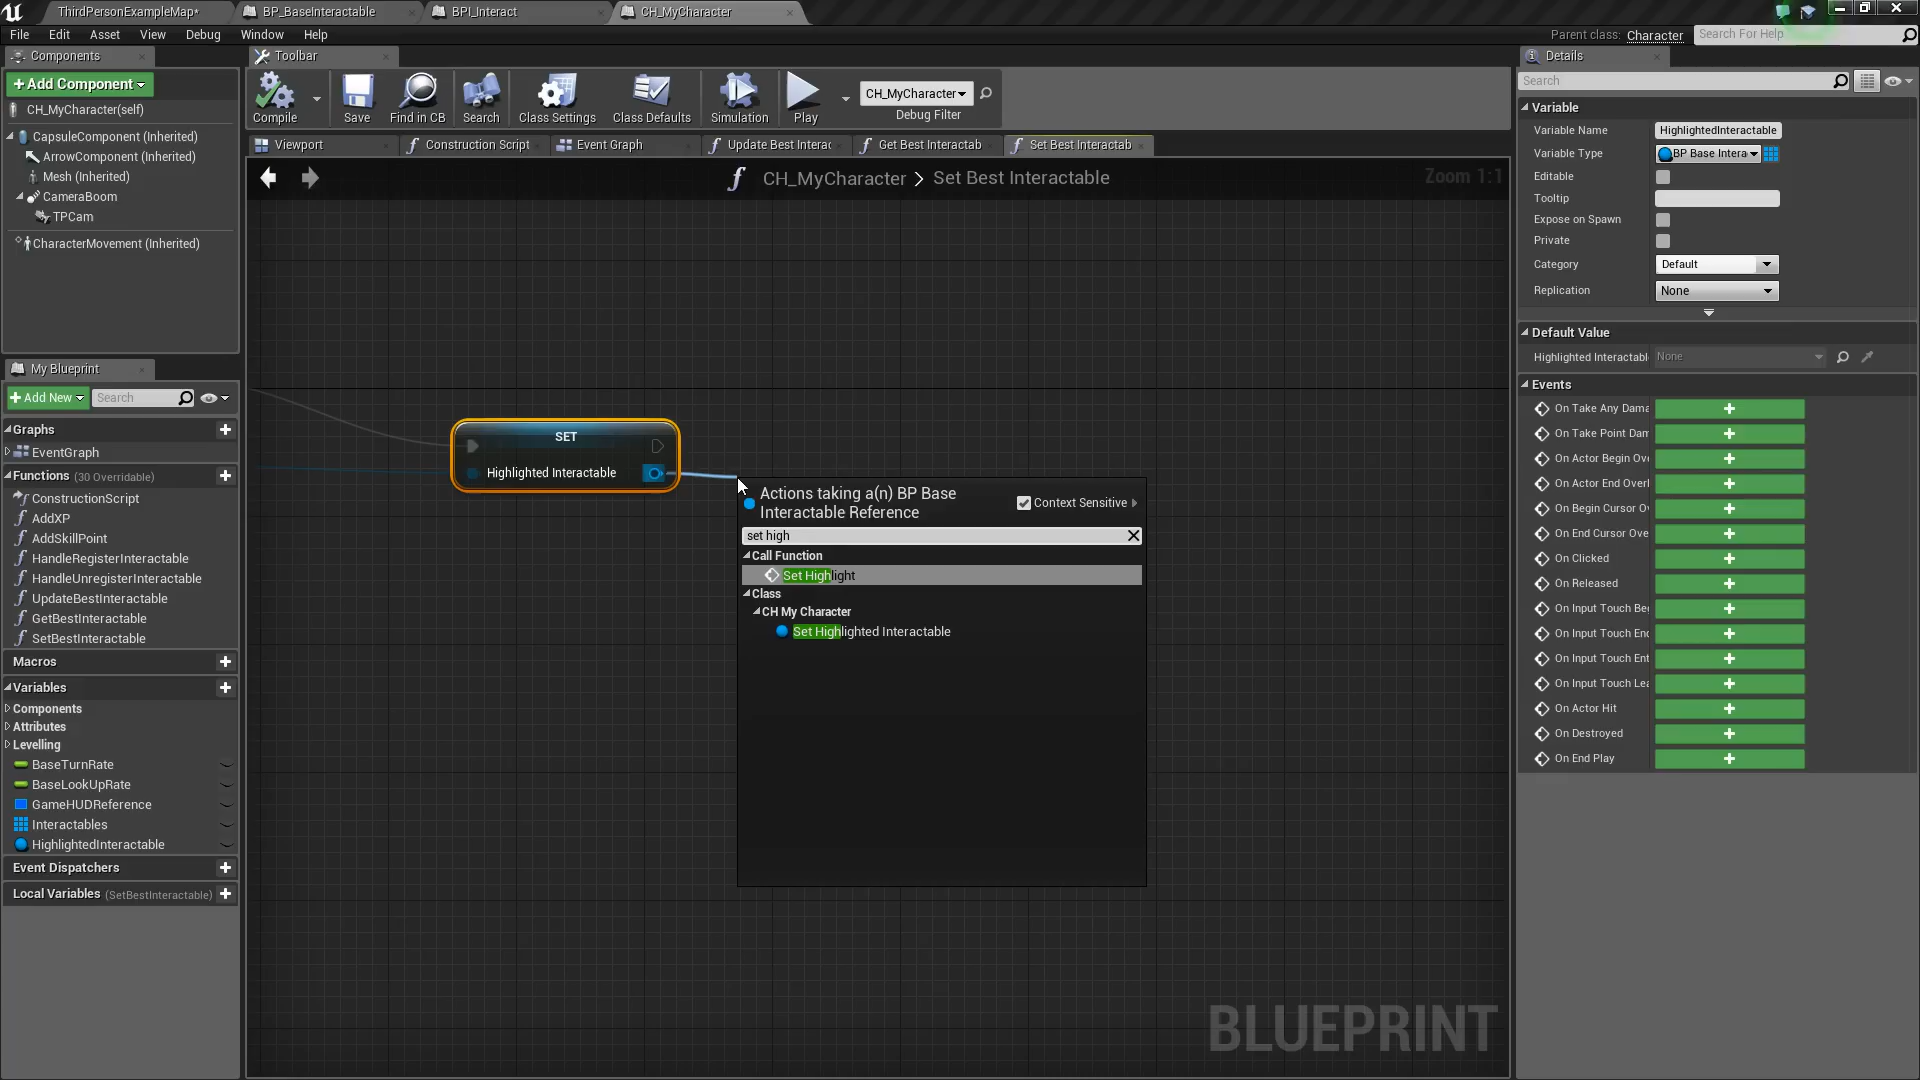 ThirdPersonExampleMap*
BP_BaseInteractable
BPI_Interact
CH_MyCharacter
File Edit Asset View Debug Window Help
Parent class: Character
Search For Help
Components
Toolbar
Details
+Add Component
CH_MyCharacter(self)
CapsuleComponent (Inherited)
ArrowComponent (Inherited)
Mesh (Inherited)
CameraBoom
TPCam
CharacterMovement (Inherited)
Compile
Save
Find in CB
Search
Class Settings
Class Defaults
Simulation
Play
CH_MyCharacter
Debug Filter
Viewport
Construction Script
Event Graph
Update Best Interac
Get Best Interactab
Set Best Interactab
CH_MyCharacter > Set Best Interactable
Zoom 1:1
My Blueprint
+Add New
Search
Graphs
EventGraph
Functions (30 Overridable)
ConstructionScript
AddXP
AddSkillPoint
HandleRegisterInteractable
HandleUnregisterInteractable
UpdateBestInteractable
GetBestInteractable
SetBestInteractable
Macros
Variables
Components
Attributes
Levelling
BaseTurnRate
BaseLookUpRate
GameHUDReference
Interactables
HighlightedInteractable
Event Dispatchers
Local Variables (SetBestInteractable)
SET
Highlighted Interactable
Actions taking a(n) BP Base
Interactable Reference
Context Sensitive
set high
Call Function
Set Highlight
Class
CH My Character
Set Highlighted Interactable
BLUEPRINT
Search
Variable
Variable Name HighlightedInteractable
Variable Type BP Base Intera
Editable
Tooltip
Expose on Spawn
Private
Category Default
Replication None
Default Value
Highlighted Interactabl None
Events
On Take Any Dama
On Take Point Dam
On Actor Begin Ov
On Actor End Overl
On Begin Cursor O
On End Cursor Ove
On Clicked
On Released
On Input Touch Be
On Input Touch End
On Input Touch Ent
On Input Touch Lea
On Actor Hit
On Destroyed
On End Play